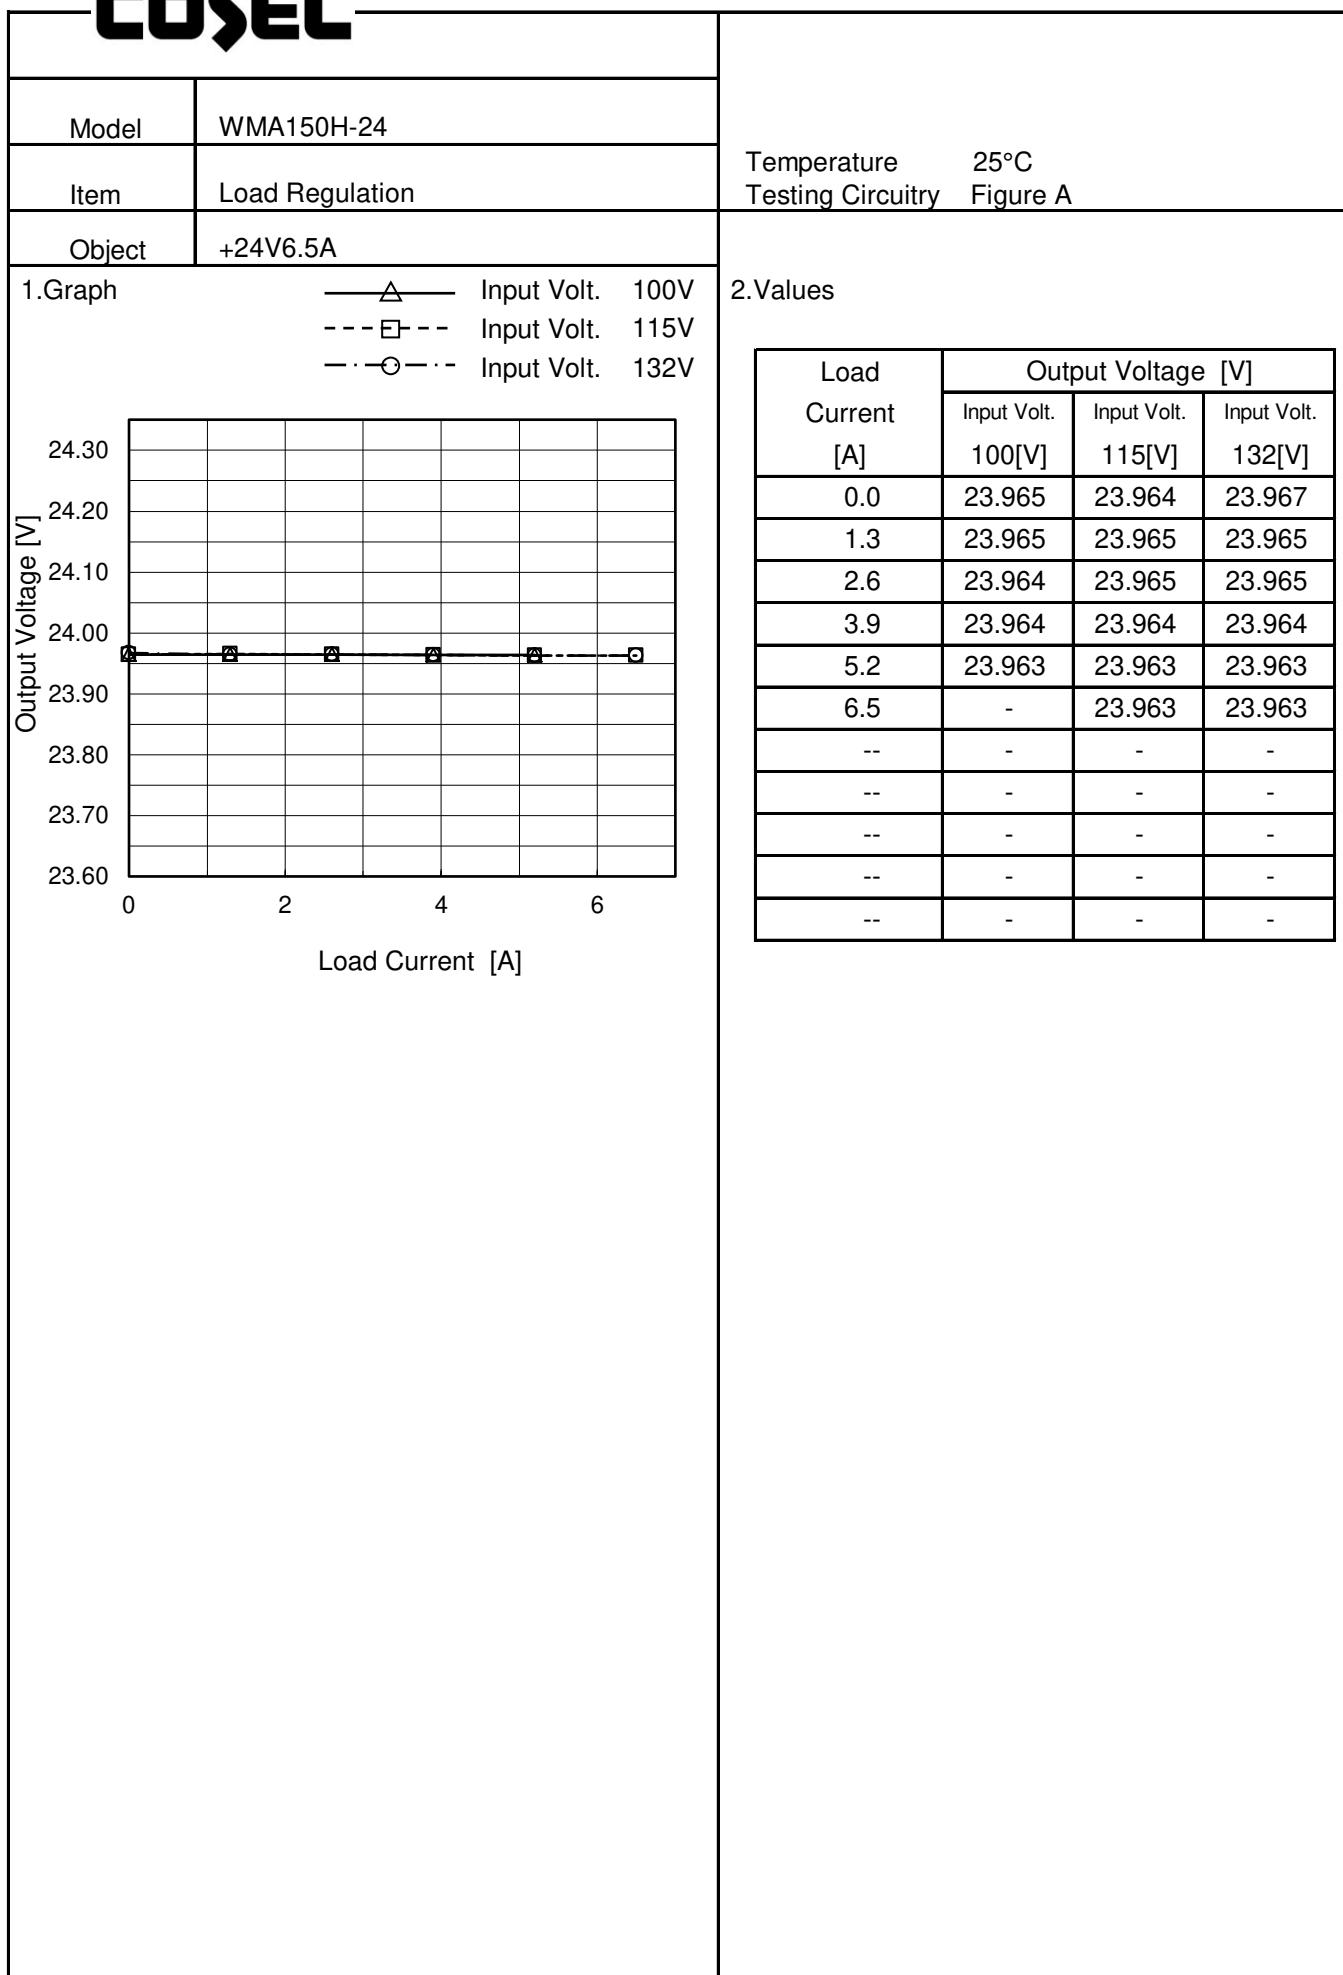 COSEL
Model WMA150H-24
Item Load Regulation
Object +24V6.5A
Temperature 25°C
Testing Circuitry Figure A
1.Graph
Input Volt. 100V
Input Volt. 115V
Input Volt. 132V
24.30
24.20
24.10
24.00
23.90
23.80
23.70
23.60
Output Voltage [V]
0 2 4 6
Load Current [A]
2.Values
Load Current [A] Output Voltage [V]
Input Volt. 100[V] Input Volt. 115[V] Input Volt. 132[V]
0.0 23.965 23.964 23.967
1.3 23.965 23.965 23.965
2.6 23.964 23.965 23.965
3.9 23.964 23.964 23.964
5.2 23.963 23.963 23.963
6.5 - 23.963 23.963
-- - - -
-- - - -
-- - - -
-- - - -
-- - - -